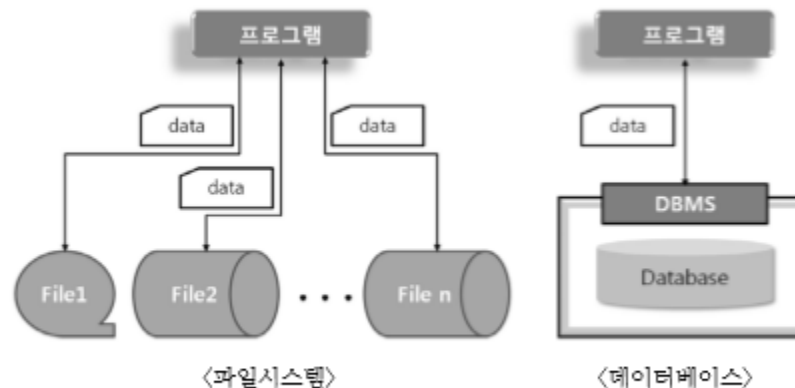 프로그램
data
data
data
File1
File2
• • •
File n
〈파일시스템〉
프로그램
data
DBMS
Database
〈데이터베이스〉